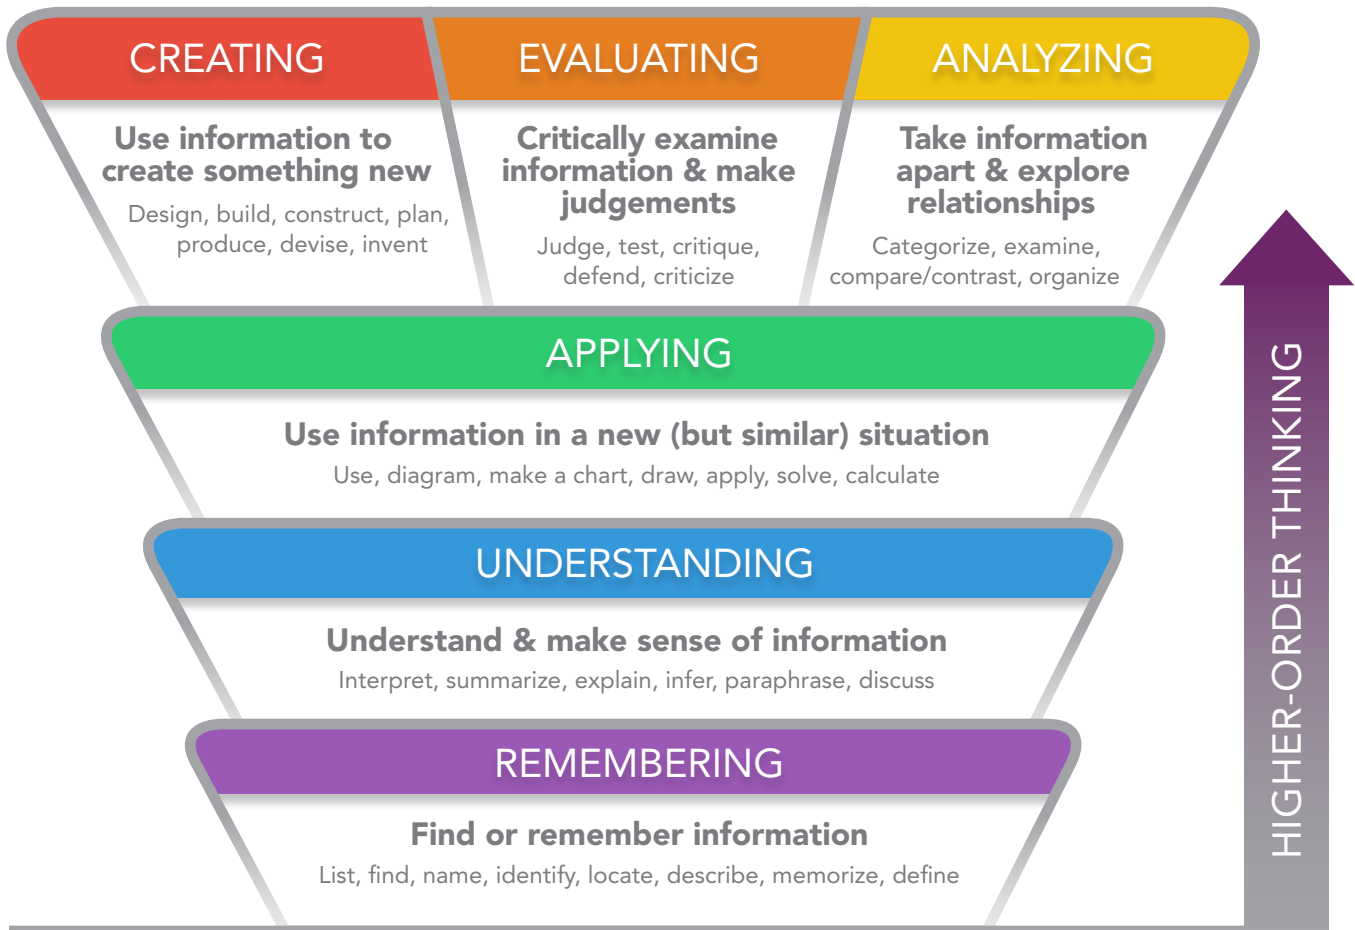 CREATING
Use information to
create something new
Design, build, construct, plan,
produce, devise, invent
EVALUATING
Critically examine
information & make
judgements
Judge, test, critique,
defend, criticize
ANALYZING
Take information
apart & explore
relationships
Categorize, examine,
compare/contrast, organize
APPLYING
Use information in a new (but similar) situation
Use, diagram, make a chart, draw, apply, solve, calculate
UNDERSTANDING
Understand & make sense of information
Interpret, summarize, explain, infer, paraphrase, discuss
REMEMBERING
Find or remember information
List, find, name, identify, locate, describe, memorize, define
HIGHER-ORDER THINKING